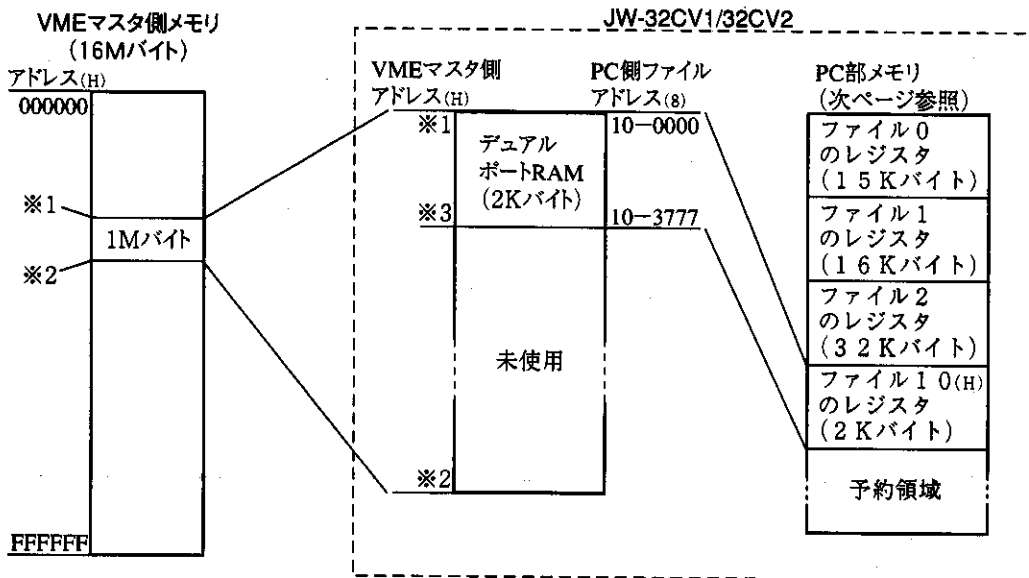 VMEマスタ側メモリ
(16Mバイト)
アドレス(H)
000000
※1
1Mバイト
※2
FFFFFF
JW-32CV1/32CV2
VMEマスタ側
アドレス(H)
※1
※3
※2
デュアル
ポートRAM
(2Kバイト)
未使用
PC側ファイル
アドレス(8)
10-0000
10-3777
PC部メモリ
(次ページ参照)
ファイル0
のレジスタ
(15Kバイト)
ファイル1
のレジスタ
(16Kバイト)
ファイル2
のレジスタ
(32Kバイト)
ファイル10(H)
のレジスタ
(2Kバイト)
予約領域